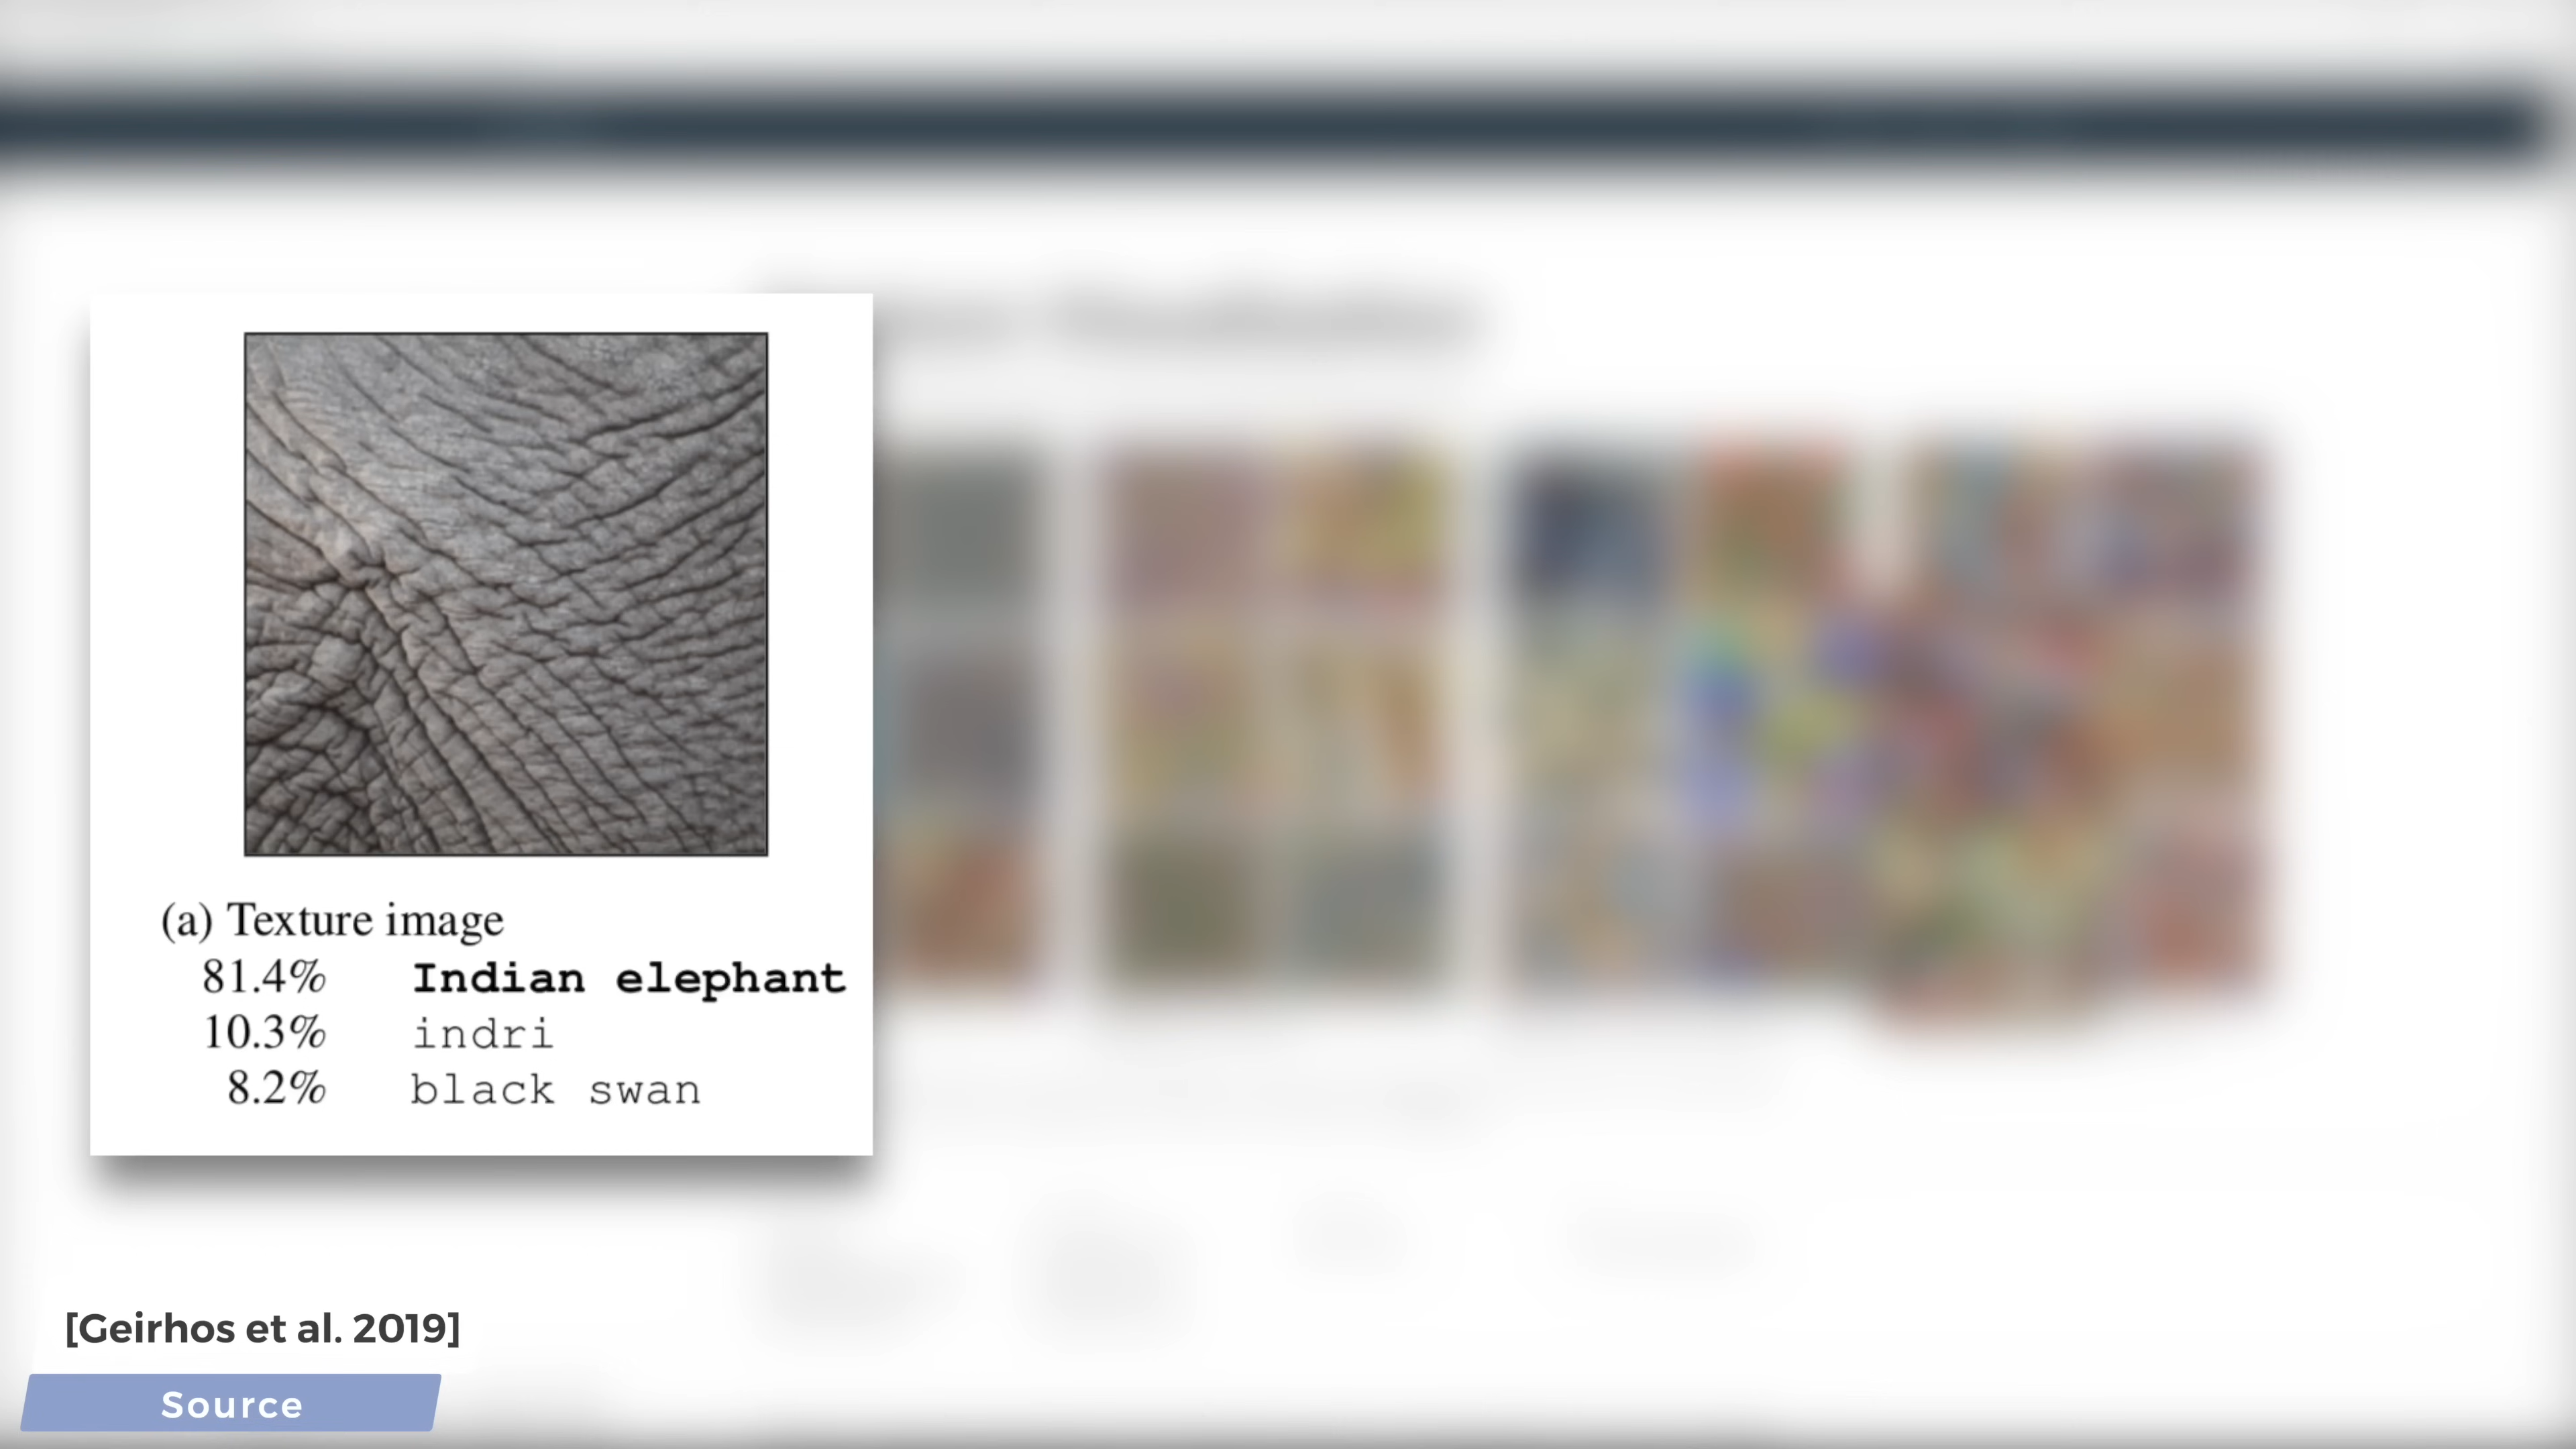 (a) Texture image
81.4% Indian elephant
10.3% indri
8.2% black swan
[Geirhos et al. 2019]
Source